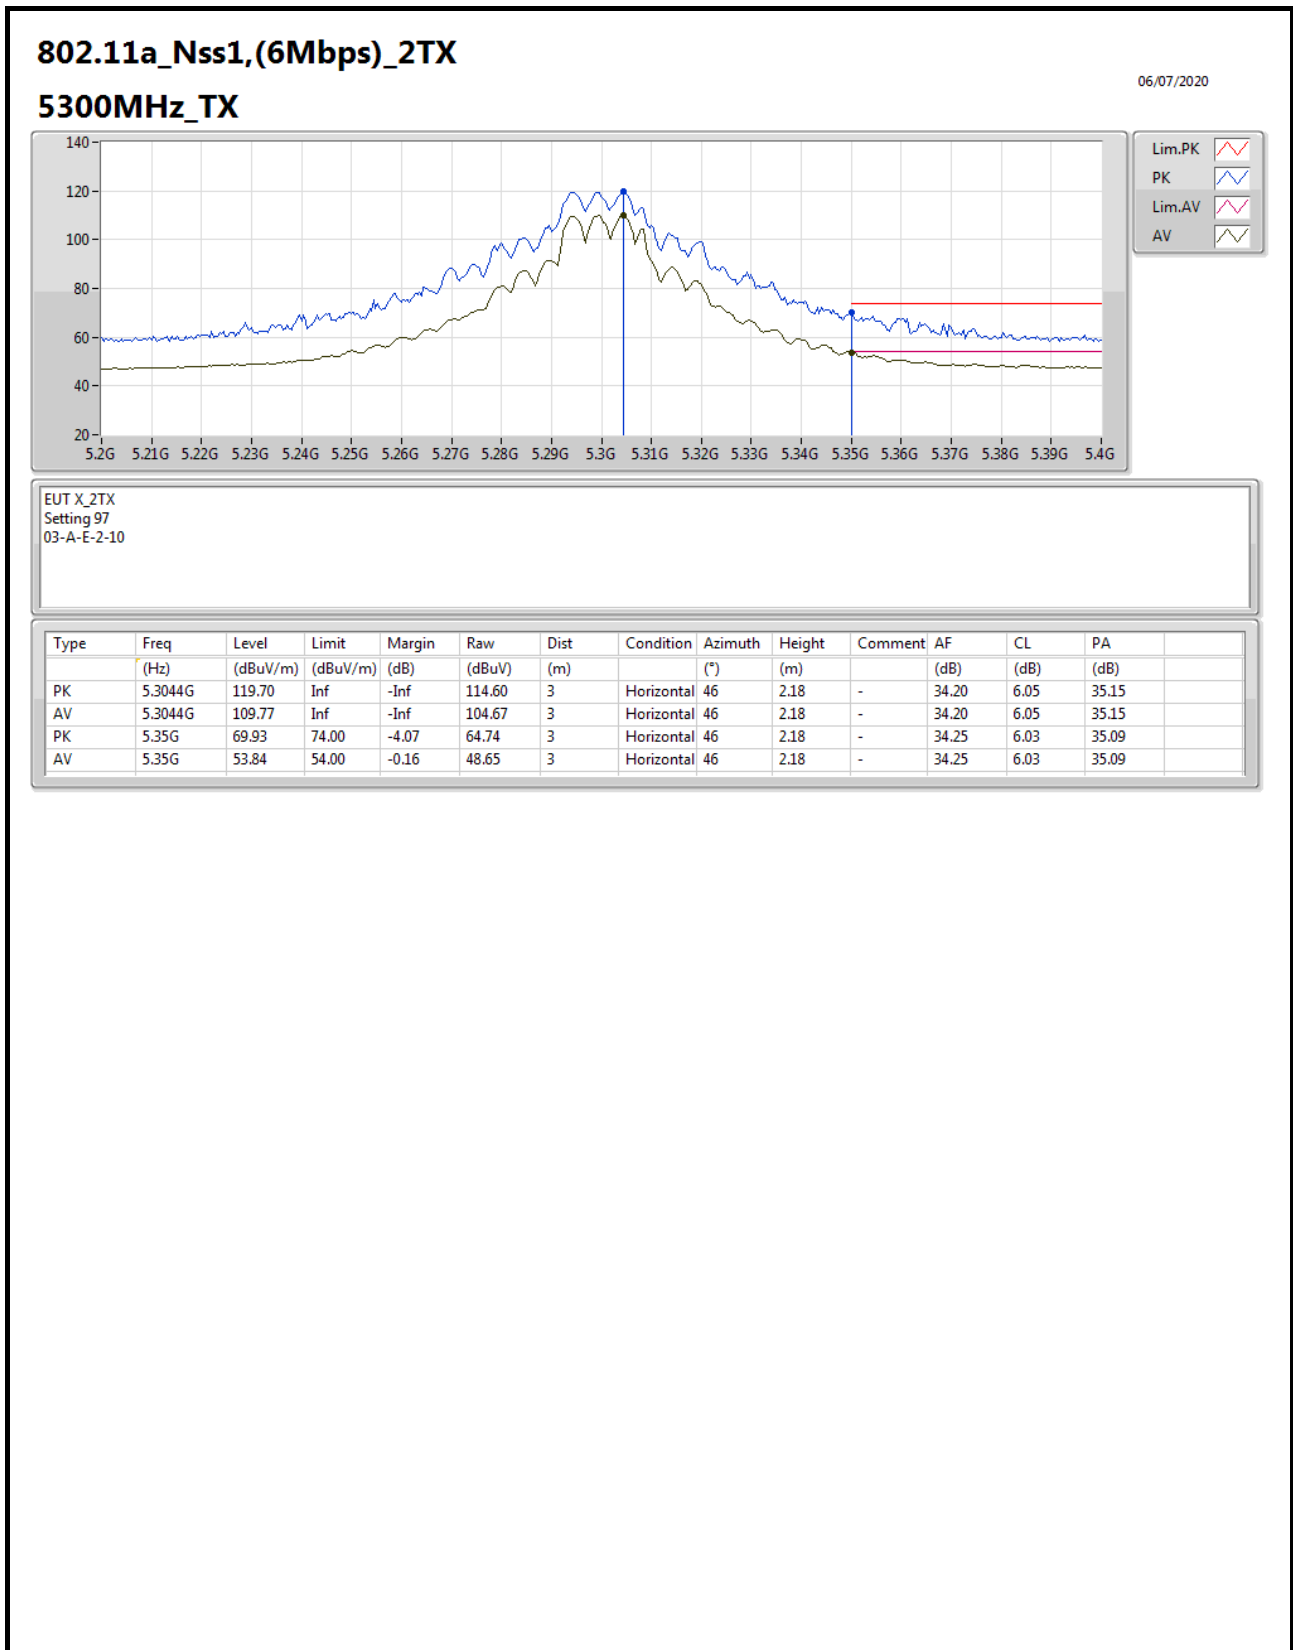 802.11a_Nss1,(6Mbps)_2TX
06/07/2020
5300MHz_TX
140
120
100
80
60
40
20
5.2G 5.21G 5.22G 5.23G 5.24G 5.25G 5.26G 5.27G 5.28G 5.29G 5.3G 5.31G 5.32G 5.33G 5.34G 5.35G 5.36G 5.37G 5.38G 5.39G 5.4G
Lim.PK
PK
Lim.AV
AV
EUT X_2TX
Setting 97
03-A-E-2-10
Type Freq Level Limit Margin Raw Dist Condition Azimuth Height Comment AF CL PA
(Hz) (dBuV/m) (dBuV/m) (dB) (dBuV) (m) (°) (m) (dB) (dB) (dB)
PK 5.3044G 119.70 Inf -Inf 114.60 3 Horizontal 46 2.18 - 34.20 6.05 35.15
AV 5.3044G 109.77 Inf -Inf 104.67 3 Horizontal 46 2.18 - 34.20 6.05 35.15
PK 5.35G 69.93 74.00 -4.07 64.74 3 Horizontal 46 2.18 - 34.25 6.03 35.09
AV 5.35G 53.84 54.00 -0.16 48.65 3 Horizontal 46 2.18 - 34.25 6.03 35.09